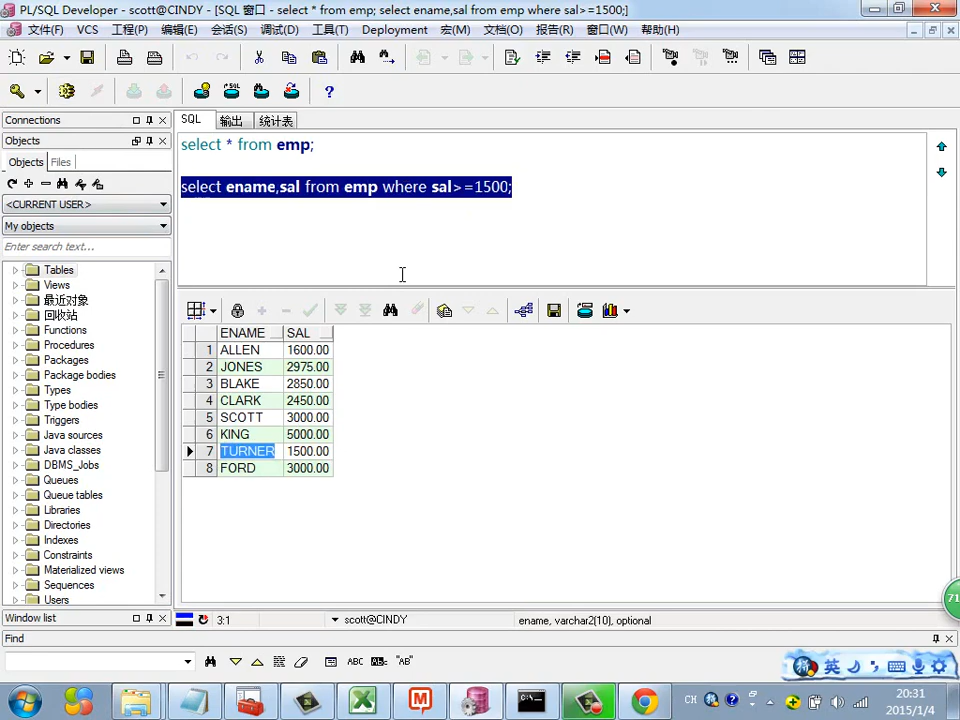 PL/SQL Developer - scott@CINDY - [SQL 窗口 - select * from emp; select ename,sal from emp where sal>=1500;]
文件(F) VCS 工程(P) 编辑(E) 会话(S) 调试(D) 工具(T) Deployment 宏(M) 文档(O) 报告(R) 窗口(W) 帮助(H)
Connections
SQL 输出 统计表
Objects
select * from emp;
Objects Files
select ename,sal from emp where sal>=1500;
<CURRENT USER>
My objects
Enter search text...
Tables
Views
最近对象
回收站
Functions
Procedures
Packages
Package bodies
Types
Type bodies
Triggers
Java sources
Java classes
DBMS_Jobs
Queues
Queue tables
Libraries
Directories
Indexes
Constraints
Materialized views
Sequences
Users
ENAME SAL
1 ALLEN 1600.00
2 JONES 2975.00
3 BLAKE 2850.00
4 CLARK 2450.00
5 SCOTT 3000.00
6 KING 5000.00
7 TURNER 1500.00
8 FORD 3000.00
71
Window list
3:1 scott@CINDY ename, varchar2(10), optional
Find
ABC "AB"
英
CH
20:31
2015/1/4